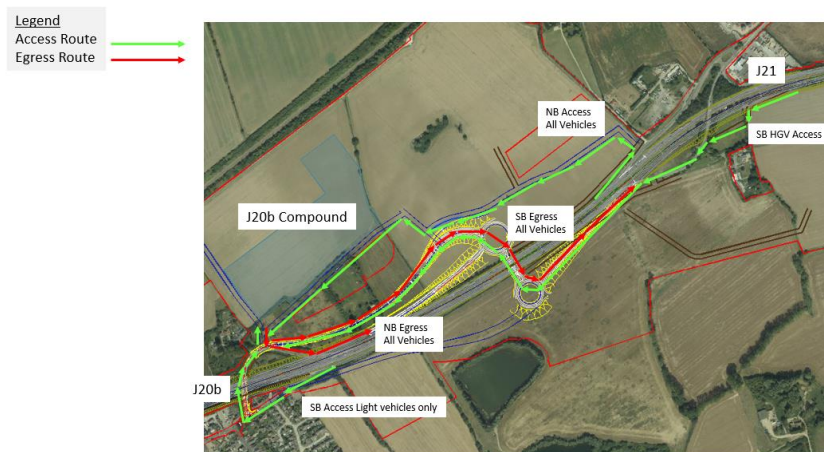 Legend
Access Route
Egress Route
J21
NB Access
All Vehicles
SB HGV Access
J20b Compound
SB Egress
All Vehicles
NB Egress
All Vehicles
J20b
SB Access Light vehicles only